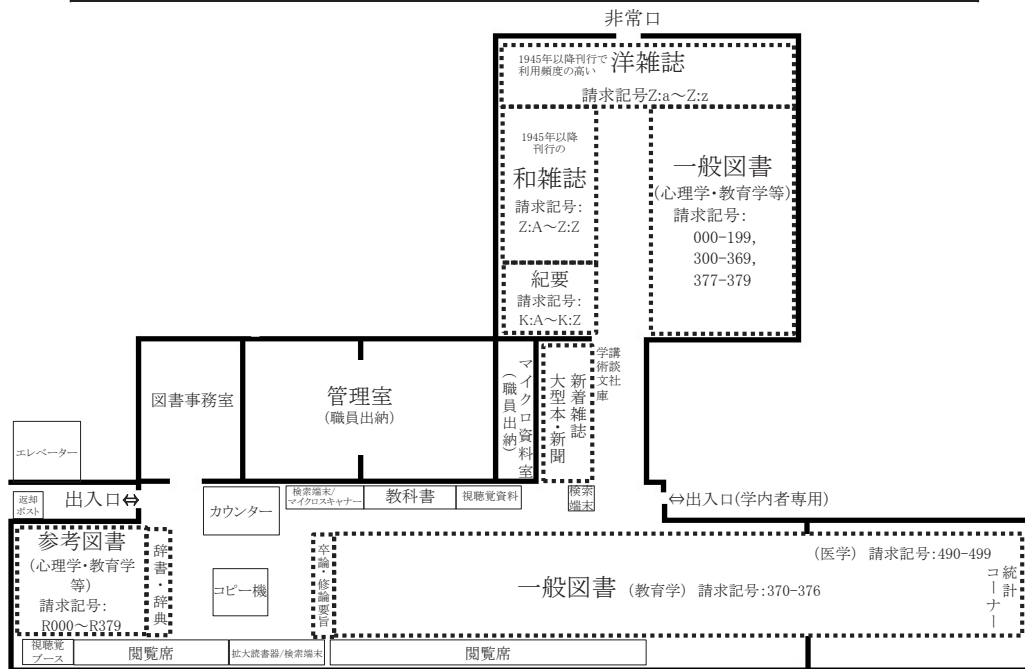 非常口
1945年以降刊行で
利用頻度の高い
洋雑誌
請求記号Z:a～Z:z
1945年以降
刊行の
和雑誌
請求記号:
Z:A～Z:Z
一般図書
(心理学・教育学等)
請求記号:
000-199,
300-369,
377-379
紀要
請求記号:
K:A～K:Z
図書事務室
管理室
(職員出納)
マイクロ資料室
(職員出納)
新着雑誌
大型本・新聞
講談社
学術文庫
エレベーター
返却
ポスト
出入口⇔
カウンター
検索端末/
マイクロスキャナー
教科書
視聴覚資料
検索
端末
⇔出入口(学内者専用)
参考図書
(心理学・教育学
等)
請求記号:
R000～R379
辞書・辞典
コピー機
卒論・修論要旨
一般図書 (教育学) 請求記号:370-376
(医学) 請求記号:490-499
統計
コーナー
視聴覚
ブース
閲覧席
拡大読書器/検索端末
閲覧席